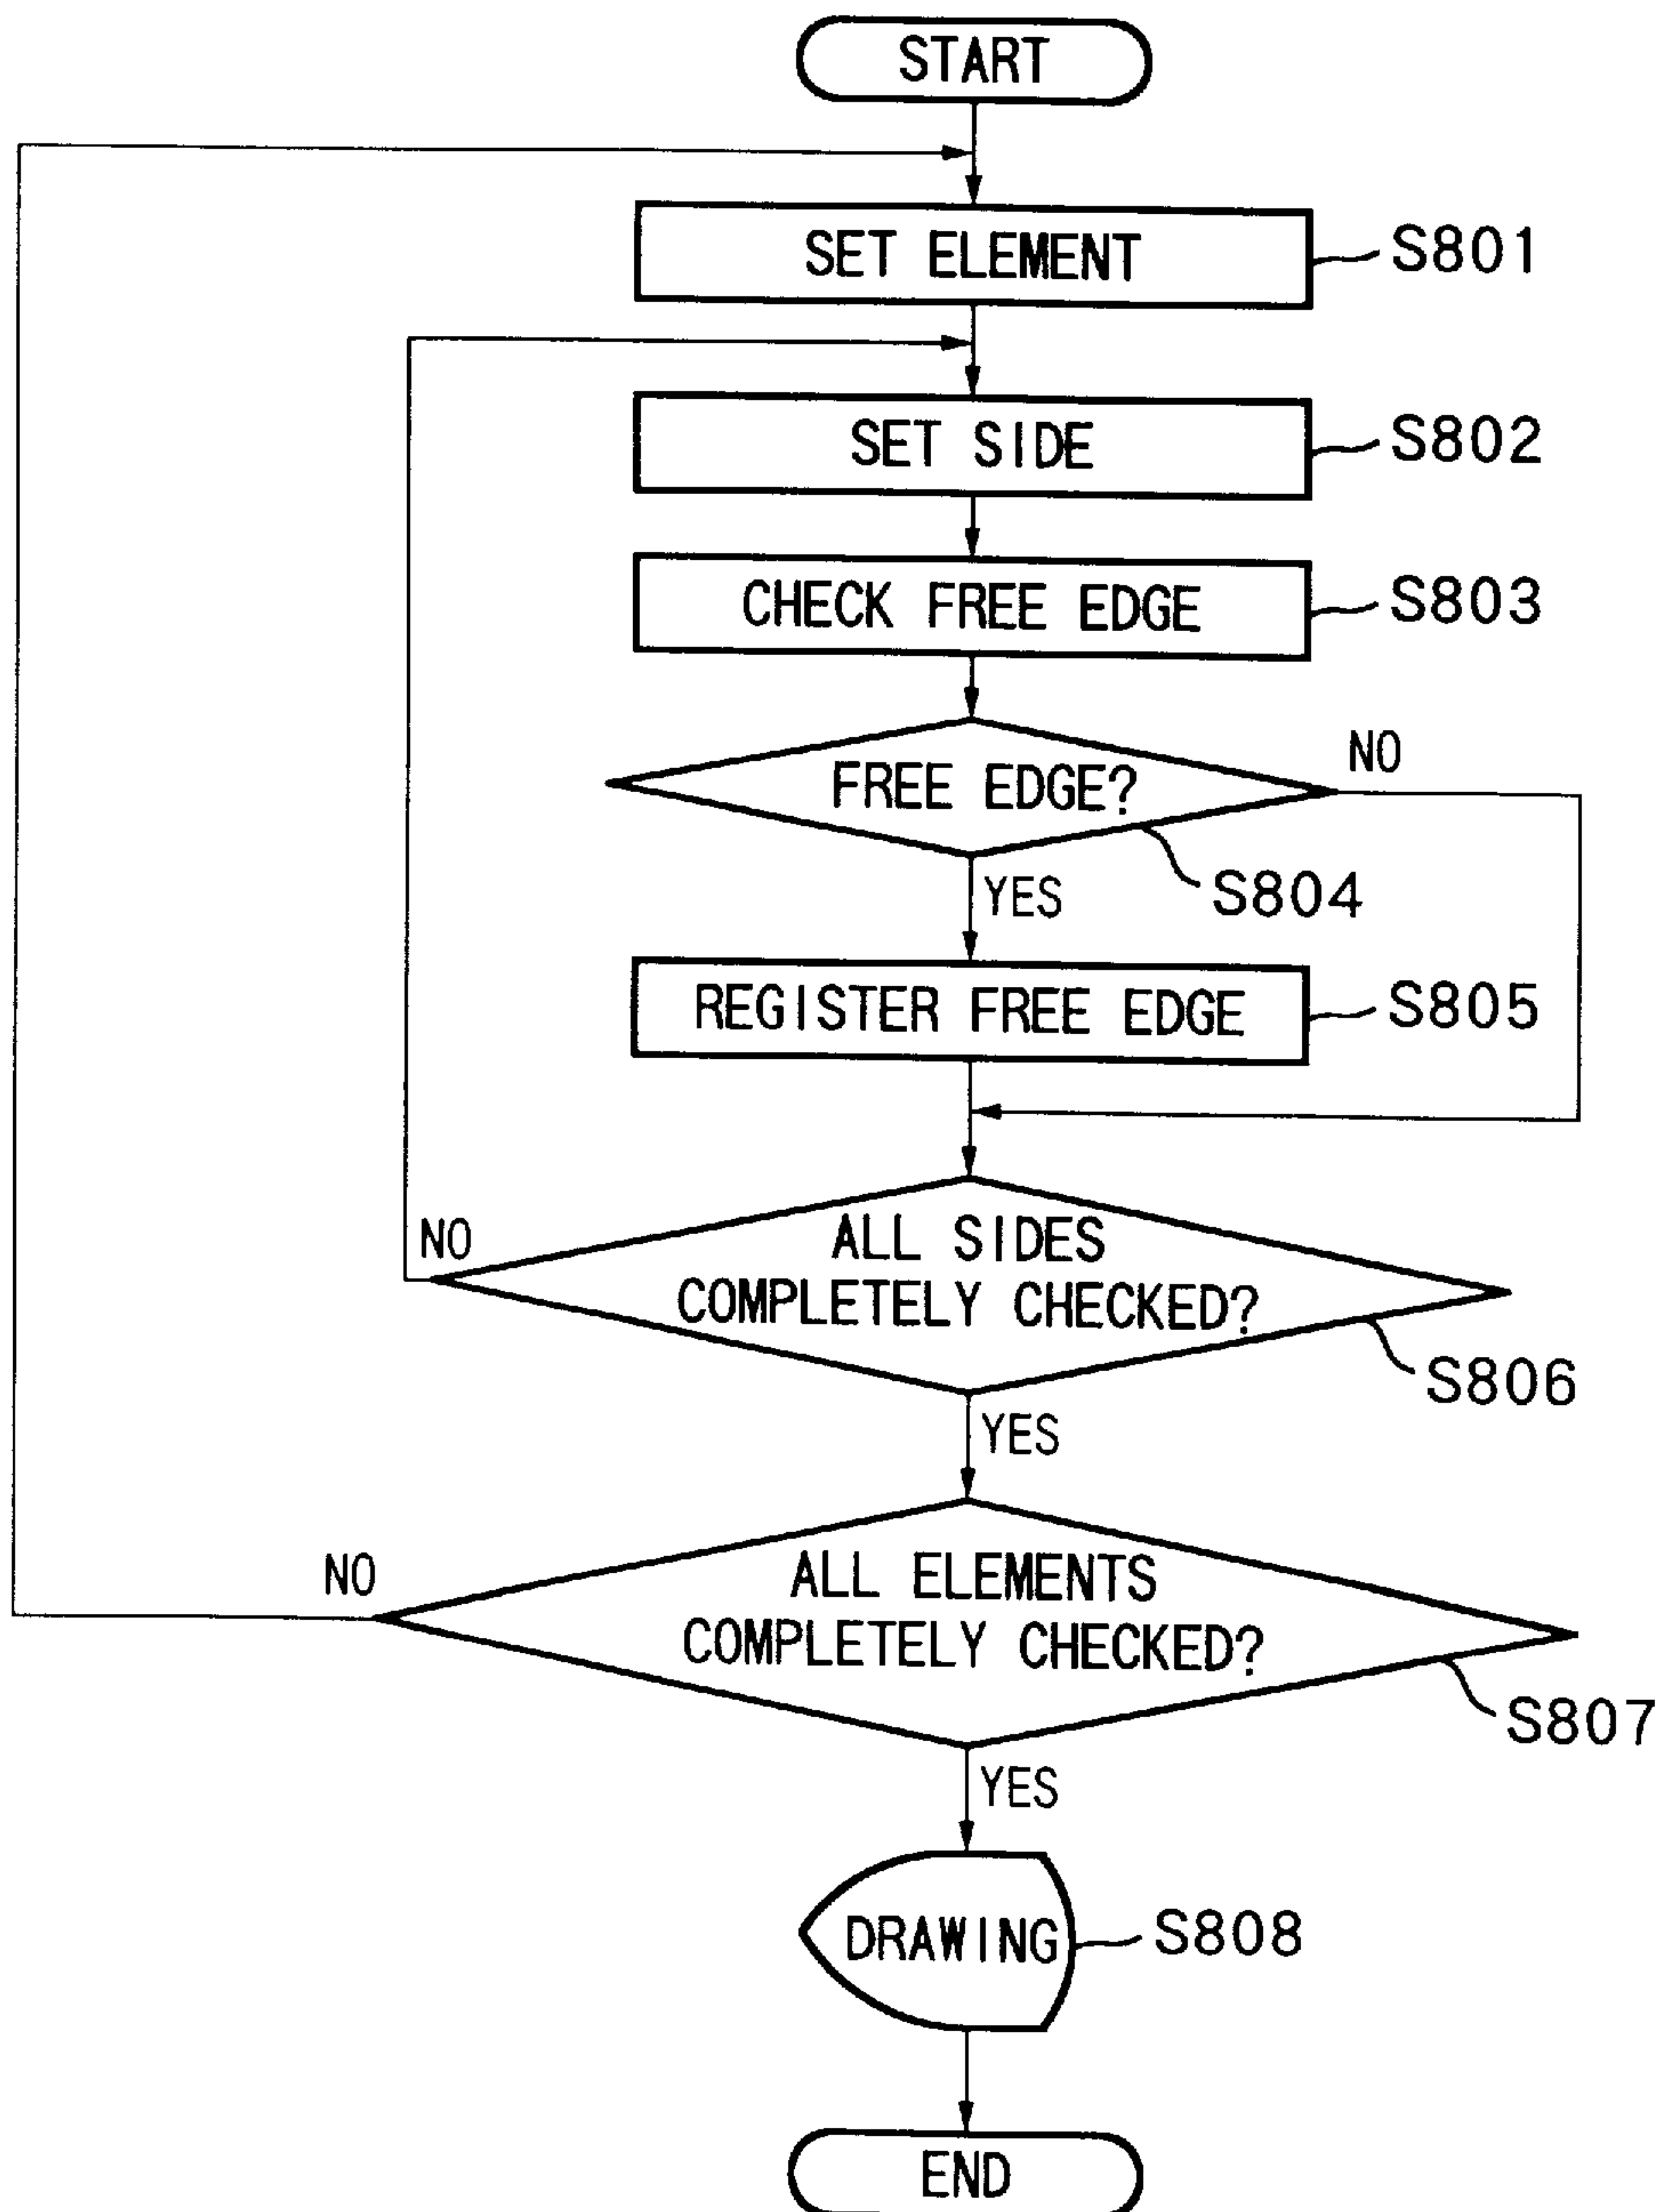 START
SET ELEMENT
S801
SET SIDE
S802
CHECK FREE EDGE
S803
FREE EDGE?
NO
S804
YES
REGISTER FREE EDGE
S805
NO
ALL SIDES
COMPLETELY CHECKED?
S806
YES
NO
ALL ELEMENTS
COMPLETELY CHECKED?
S807
YES
DRAWING
S808
END